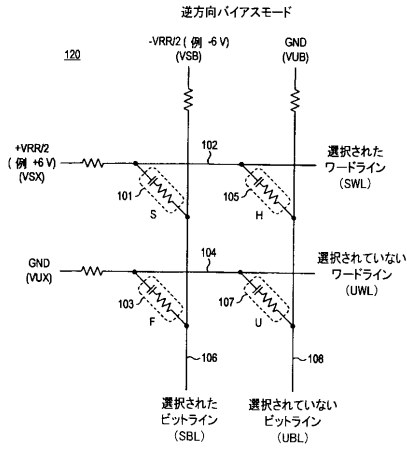 逆方向バイアスモード
-VRR/2 ( 例 -6 V)
(VSB)
GND
(VUB)
120
+VRR/2
( 例 +6 V)
(VSX)
102
選択された
ワードライン
(SWL)
101
S
105
H
GND
(VUX)
104
選択されていない
ワードライン
(UWL)
103
F
107
U
106
108
選択された
ビットライン
(SBL)
選択されていない
ビットライン
(UBL)